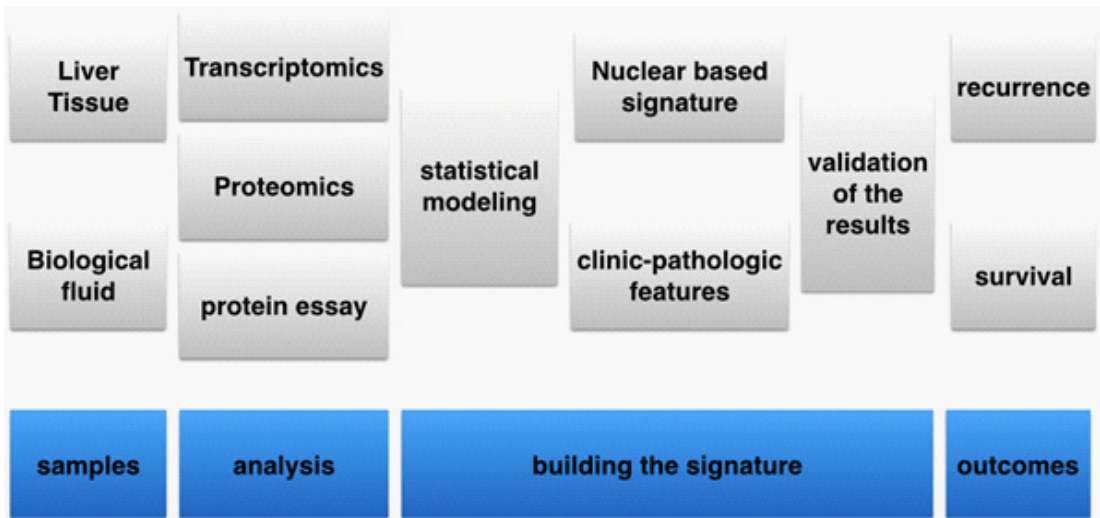 Liver
Tissue
Biological
fluid
Transcriptomics
Proteomics
protein essay
statistical
modeling
Nuclear based
signature
clinic-pathologic
features
validation
of the
results
recurrence
survival
samples
analysis
building the signature
outcomes